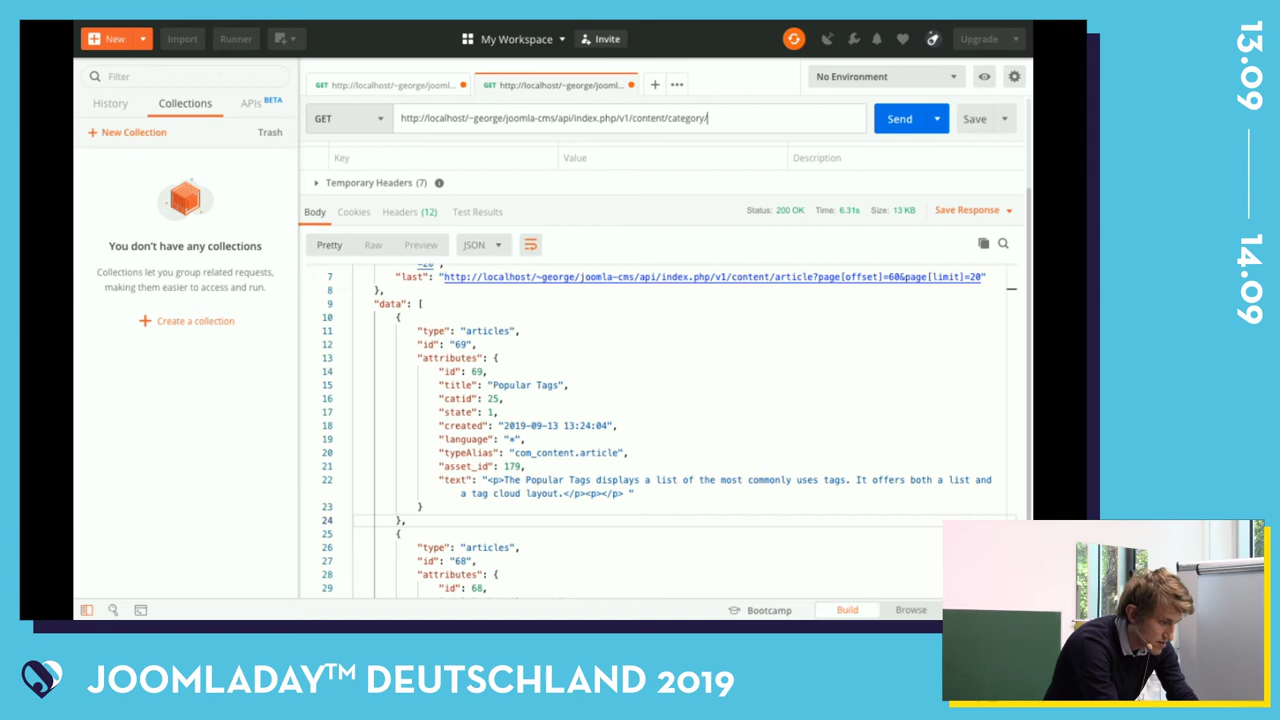 New
Import
Runner
My Workspace
Invite
Upgrade
Filter
History
Collections
APIs BETA
+ New Collection
Trash
You don't have any collections
Collections let you group related requests,
making them easier to access and run.
+ Create a collection
GET http://localhost/~george/jooml...
GET http://localhost/~george/jooml...
+
No Environment
GET
http://localhost/~george/joomla-cms/api/index.php/v1/content/category/
Send
Save
Key
Value
Description
Temporary Headers (7)
Body
Cookies
Headers (12)
Test Results
Status: 200 OK
Time: 6.31s
Size: 13 KB
Save Response
Pretty
Raw
Preview
JSON
7 "last": "http://localhost/~george/joomla-cms/api/index.php/v1/content/article?page[offset]=60&page[limit]=20"
8 },
9 "data": [
10 {
11 "type": "articles",
12 "id": "69",
13 "attributes": {
14 "id": 69,
15 "title": "Popular Tags",
16 "catid": 25,
17 "state": 1,
18 "created": "2019-09-13 13:24:04",
19 "language": "*",
20 "typeAlias": "com_content.article",
21 "asset_id": 179,
22 "text": "<p>The Popular Tags displays a list of the most commonly uses tags. It offers both a list and
a tag cloud layout.</p><p></p> "
23 }
24 },
25 {
26 "type": "articles",
27 "id": "68",
28 "attributes": {
29 "id": 68,
Bootcamp
Build
Browse
13.09
14.09
JOOMLADAY™ DEUTSCHLAND 2019